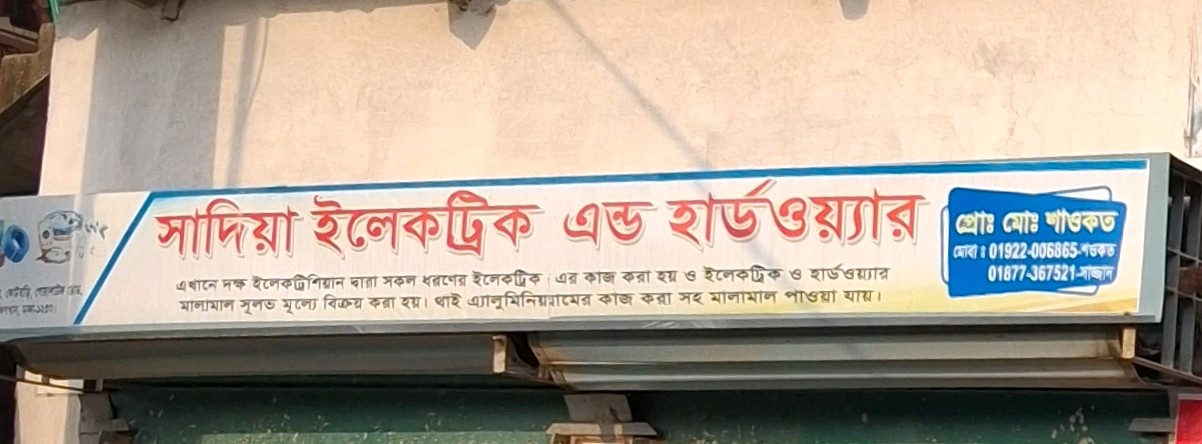 সাদিয়া ইলেকট্রিক এন্ড হার্ডওয়্যার
এখানে দক্ষ ইলেকট্রিশিয়ান দ্বারা সকল ধরণের ইলেকট্রিক এর কাজ করা হয় ও ইলেকট্রিক ও হার্ডওয়্যার
মালামাল সুলভ মূল্যে বিক্রয় করা হয়। থাই এ্যালুমিনিয়ামের কাজ করা সহ মালামাল পাওয়া যায়।
প্রোঃ মোঃ শাওকত
মোবা : 01922-006865-শওকত
01877-367521-সাজ্জান